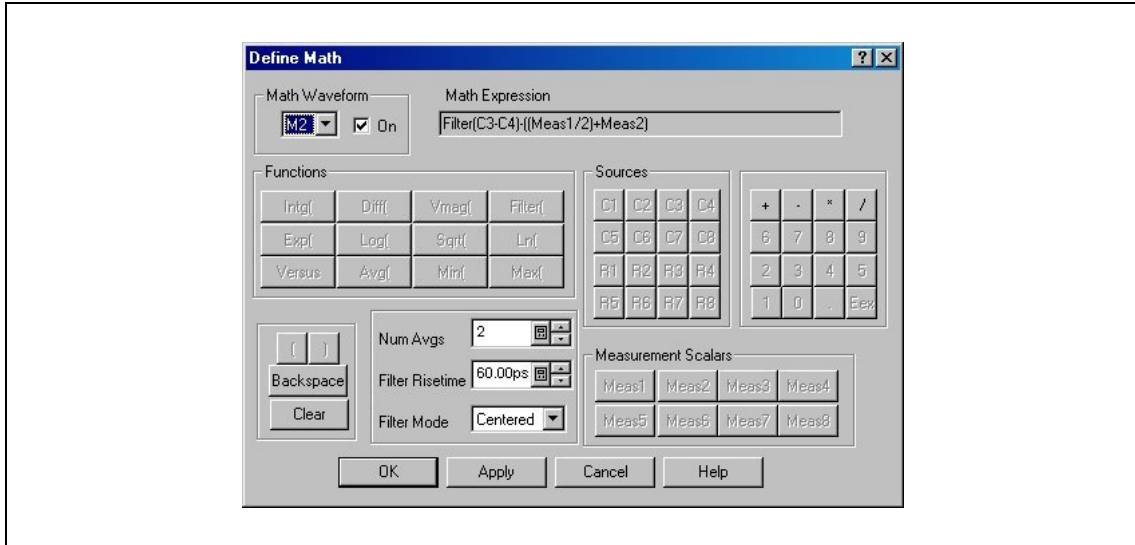 Define Math
Math Waveform
M2
On
Math Expression
Filter(C3-C4)-((Meas1/2)+Meas2)
Functions
Intg( Diff( Vmag( Filter(
Exp( Log( Sqrt( Ln(
Versus Avg( Min( Max(
Sources
C1 C2 C3 C4
C5 C6 C7 C8
R1 R2 R3 R4
R5 R6 R7 R8
+ - * /
6 7 8 9
2 3 4 5
1 0 . Eex
( )
Backspace
Clear
Num Avgs 2
Filter Risetime 60.00ps
Filter Mode Centered
Measurement Scalars
Meas1 Meas2 Meas3 Meas4
Meas5 Meas6 Meas7 Meas8
OK Apply Cancel Help